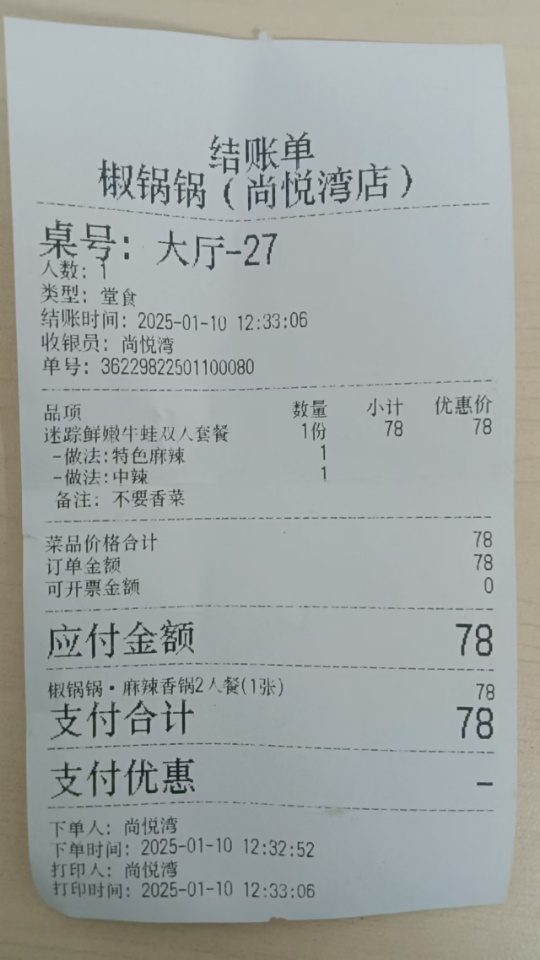 结账单
椒锅锅（尚悦湾店）
桌号: 大厅-27
人数: 1
类型: 堂食
结账时间: 2025-01-10 12:33:06
收银员: 尚悦湾
单号: 36229822501100080
品项 数量 小计 优惠价
迷踪鲜嫩牛蛙双人套餐 1份 78 78
-做法:特色麻辣 1
-做法:中辣 1
备注: 不要香菜
菜品价格合计 78
订单金额 78
可开票金额 0
应付金额 78
椒锅锅·麻辣香锅2人餐(1张) 78
支付合计 78
支付优惠 -
下单人: 尚悦湾
下单时间: 2025-01-10 12:32:52
打印人: 尚悦湾
打印时间: 2025-01-10 12:33:06